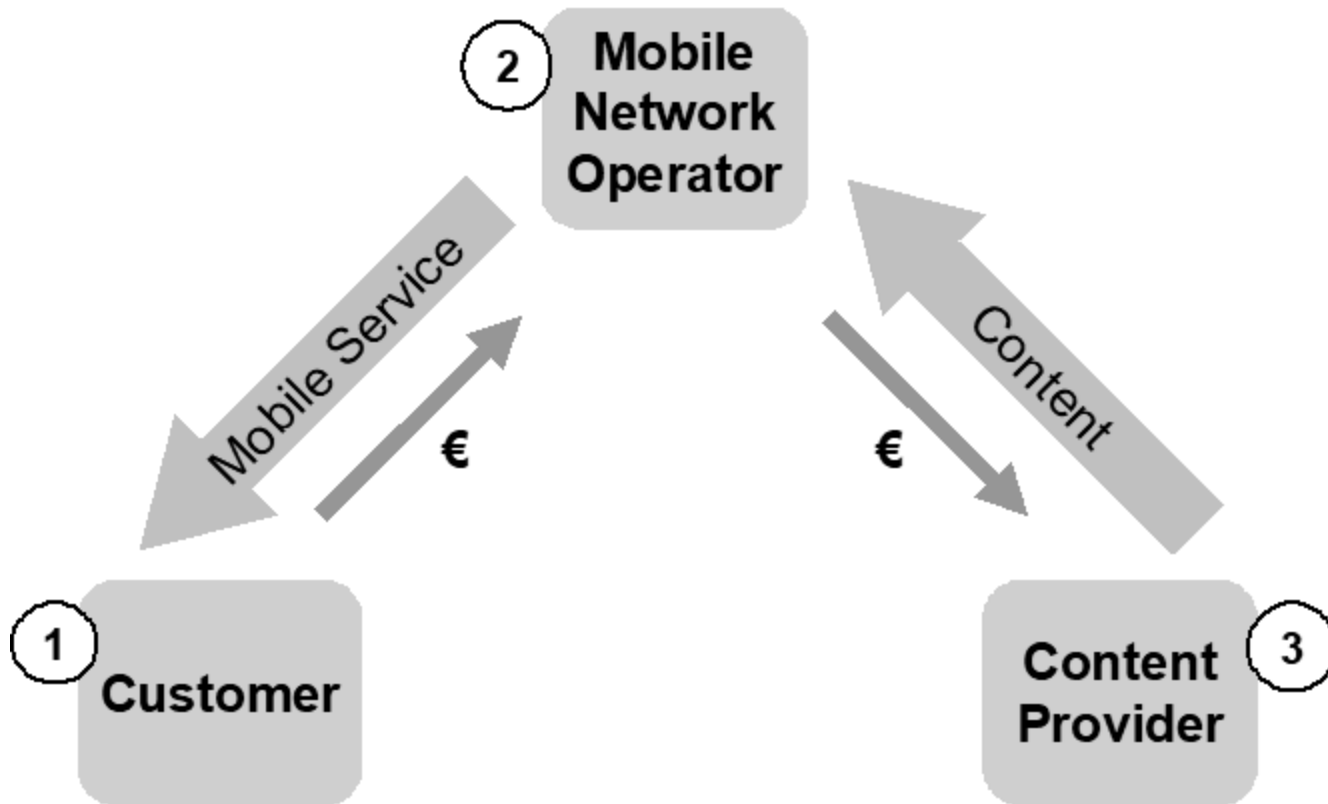 2
Mobile
Network
Operator
Mobile Service
€
€
Content
1
Customer
Content
Provider
3